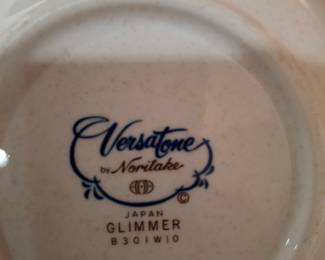 Versatone
by Noritake
©
JAPAN
GLIMMER
B301W10